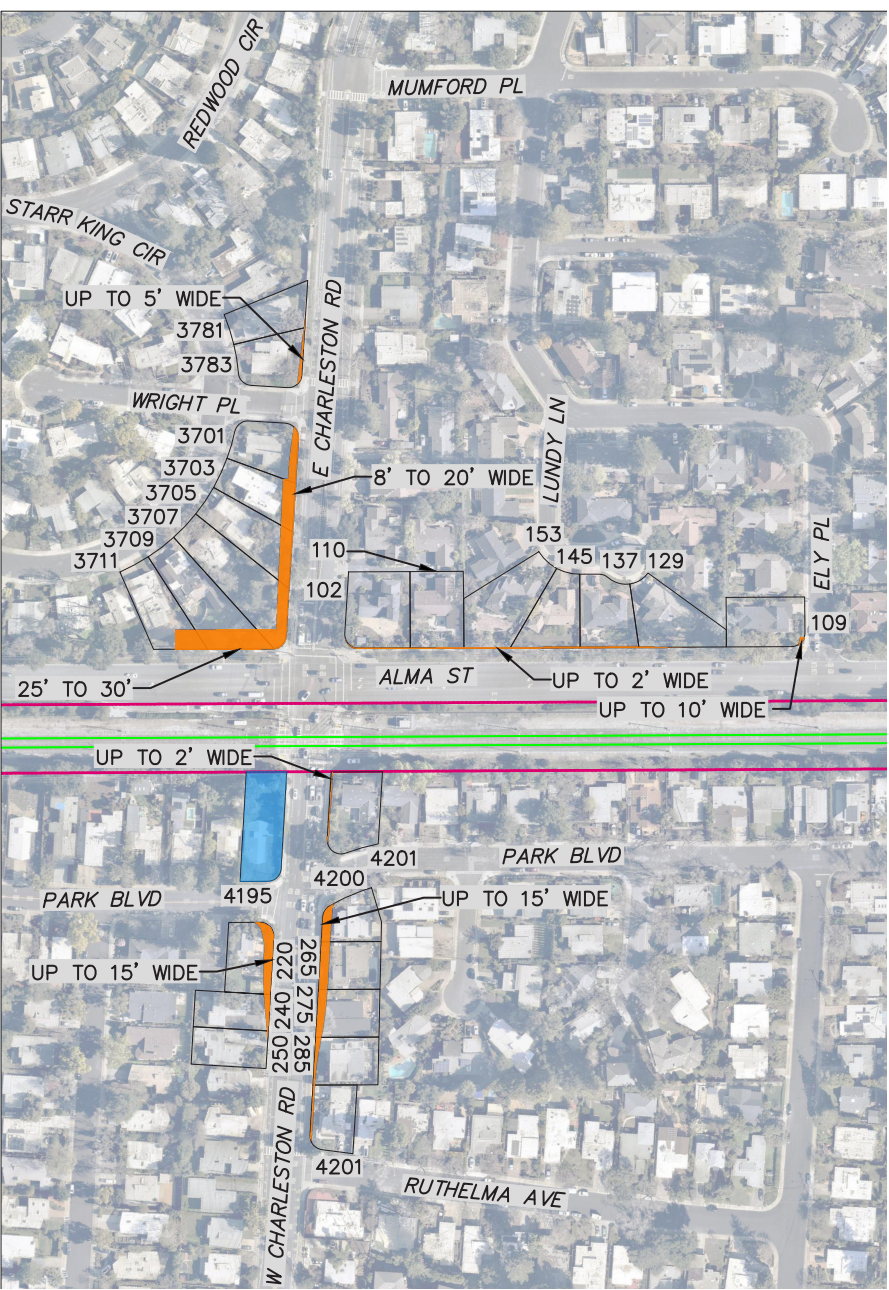 REDWOOD CIR
MUMFORD PL
STARR KING CIR
UP TO 5' WIDE
3781
3783
E CHARLESTON RD
WRIGHT PL
3701
3703
3705
3707
3709
3711
8' TO 20' WIDE
LUNDY LN
110
102
153
145
137
129
ELY PL
109
25' TO 30'
ALMA ST
UP TO 2' WIDE
UP TO 10' WIDE
UP TO 2' WIDE
4195
4201
PARK BLVD
PARK BLVD
4200
UP TO 15' WIDE
UP TO 15' WIDE
220
240
250
265
275
285
W CHARLESTON RD
4201
RUTHELMA AVE